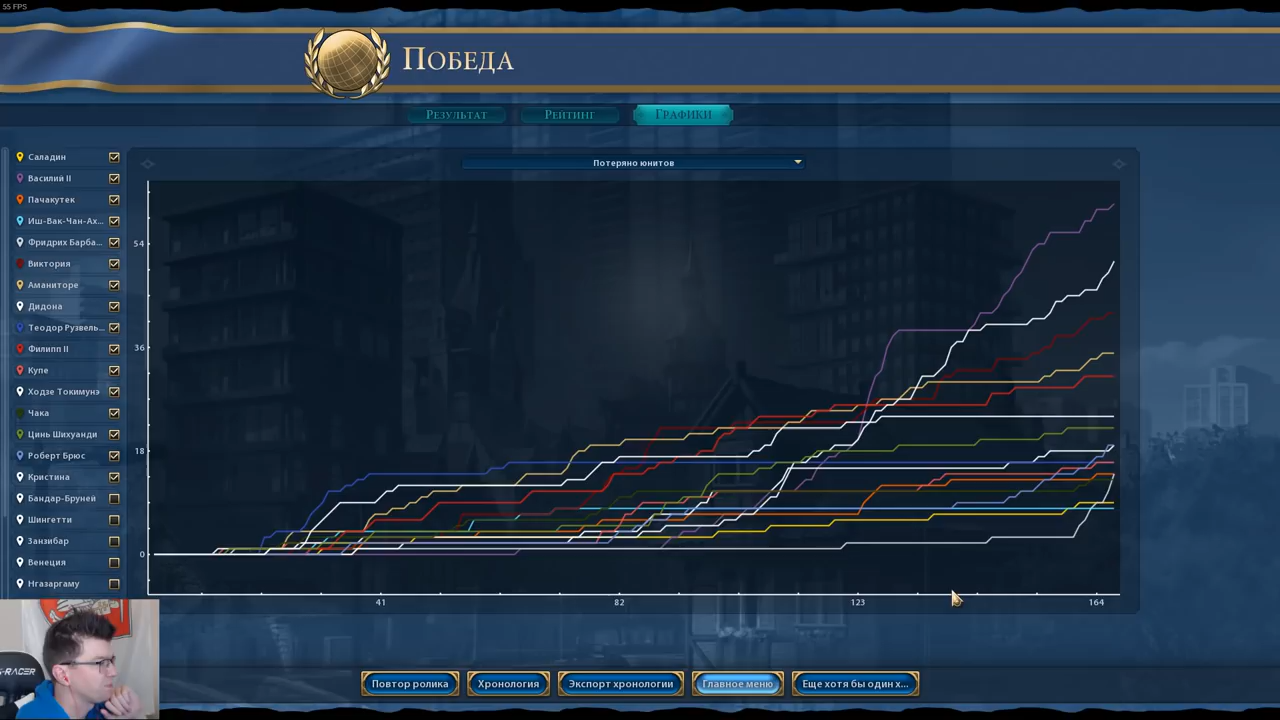 55 FPS
Победа
Результат
Рейтинг
Графики
Потеряно юнитов
Саладин
Василий II
Пачакутек
Иш-Вак-Чан-Ах...
Фридрих Барба...
Виктория
Аманиторе
Дидона
Теодор Рузвель...
Филипп II
Купе
Ходзе Токимунэ
Чака
Цинь Шихуанди
Роберт Брюс
Кристина
Бандар-Бруней
Шингетти
Занзибар
Венеция
Нгазаргаму
54
36
18
0
41
82
123
164
Повтор ролика
Хронология
Экспорт хронологии
Главное меню
Еще хотя бы один х...